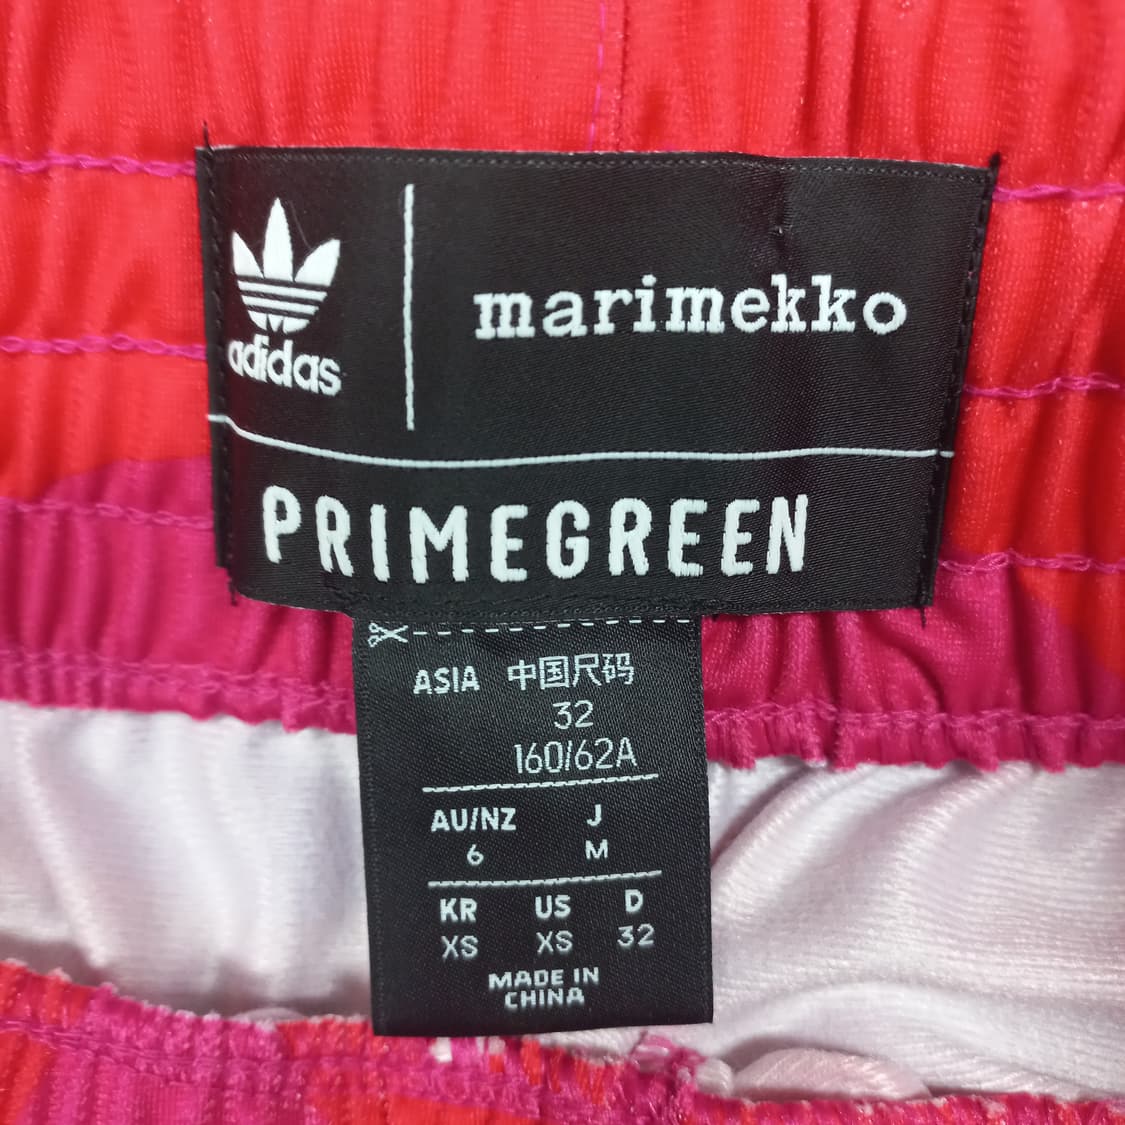 adidas
marimekko
PRIMEGREEN
ASIA 中国尺码
32
160/62A
AU/NZ J
6 M
KR US D
XS XS 32
MADE IN
CHINA